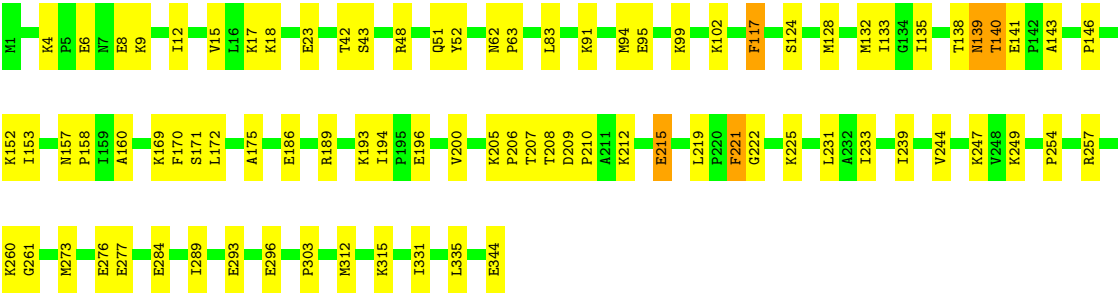 M1 K4 P5 E6 N7 E8 K9 I12 V15 L16 K17 K18 E23 T42 S43 R48 Q51 Y52 N62 P63 L83 K91 M94 E95 K99 K102 F117 S124 M128 M132 I133 G134 I135 T138 N139 T140 E141 P142 A143 P146
K152 I153 N157 P158 I159 A160 K169 F170 S171 L172 A175 E186 R189 K193 I194 P195 E196 V200 K205 P206 T207 T208 D209 P210 A211 K212 E215 L219 P220 F221 G222 K225 L231 A232 I233 I239 V244 K247 V248 K249 P254 R257
K260 G261 M273 E276 E277 E284 I289 E293 E296 P303 M312 K315 I331 L335 E344